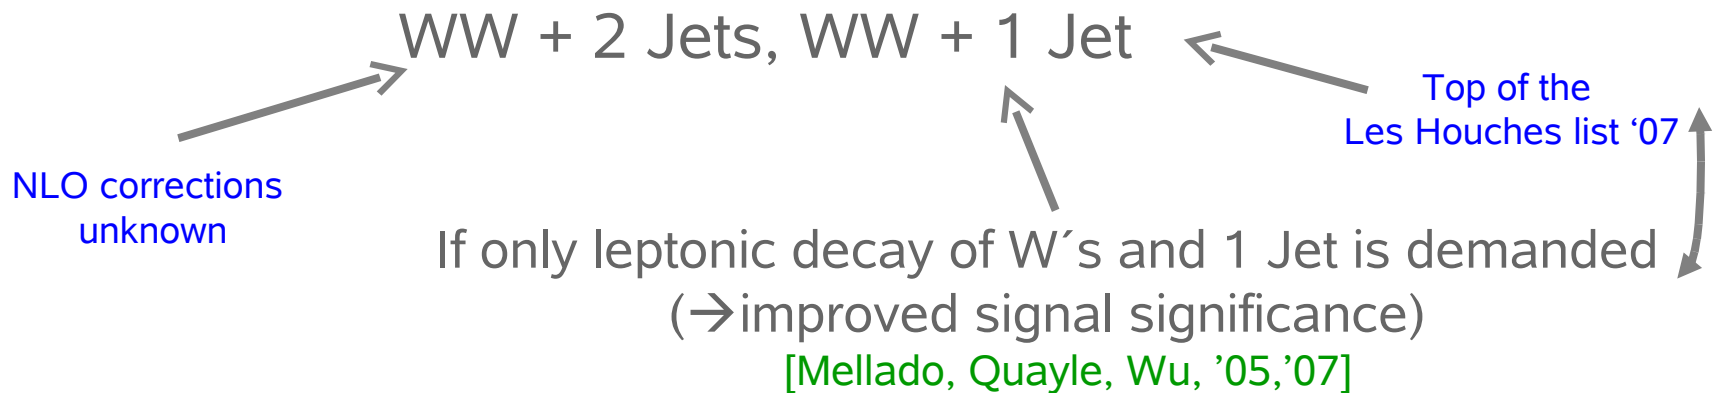 WW + 2 Jets, WW + 1 Jet
Top of the
Les Houches list ‘07
NLO corrections
unknown
If only leptonic decay of W´s and 1 Jet is demanded
(→improved signal significance)
[Mellado, Quayle, Wu, ’05,’07]